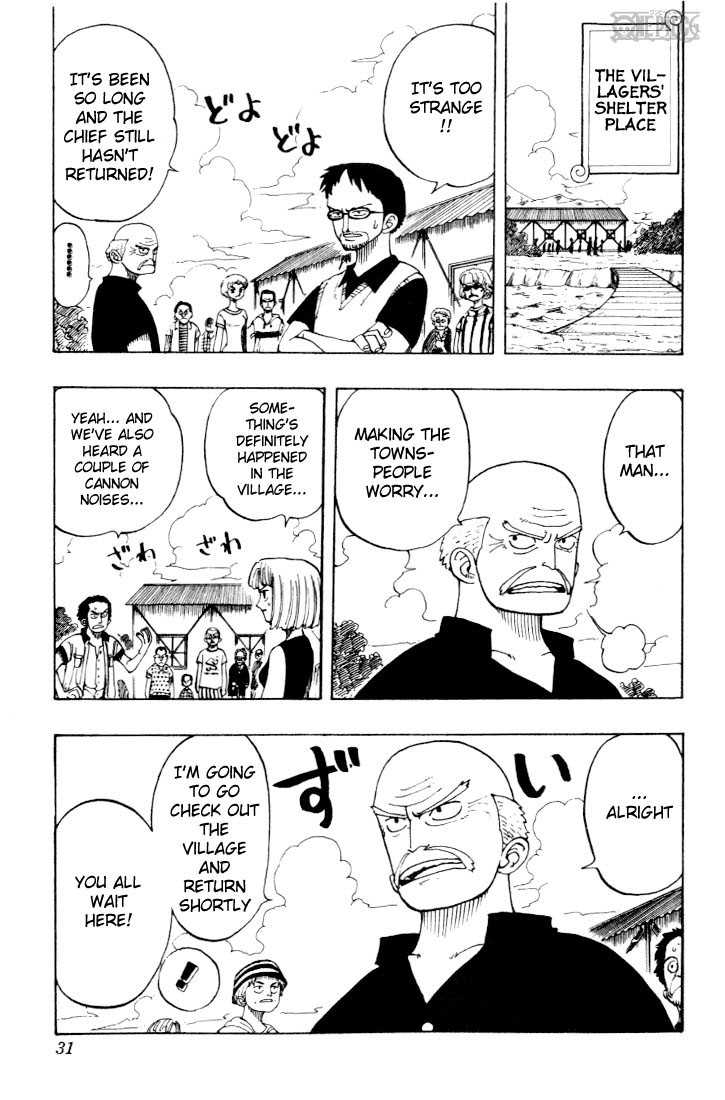 ONE PIECE
THE VIL-
LAGERS'
SHELTER
PLACE
IT'S TOO
STRANGE
!!
どよ
どよ
IT'S BEEN
SO LONG
AND THE
CHIEF STILL
HASN'T
RETURNED!
THAT
MAN...
MAKING THE
TOWNS-
PEOPLE
WORRY...
SOME-
THING'S
DEFINITELY
HAPPENED
IN THE
VILLAGE...
YEAH... AND
WE'VE ALSO
HEARD A
COUPLE OF
CANNON
NOISES...
ざわ
ざわ
...
ALRIGHT
ずい
I'M GOING
TO GO
CHECK OUT
THE
VILLAGE
AND
RETURN
SHORTLY
YOU ALL
WAIT
HERE!
!
31